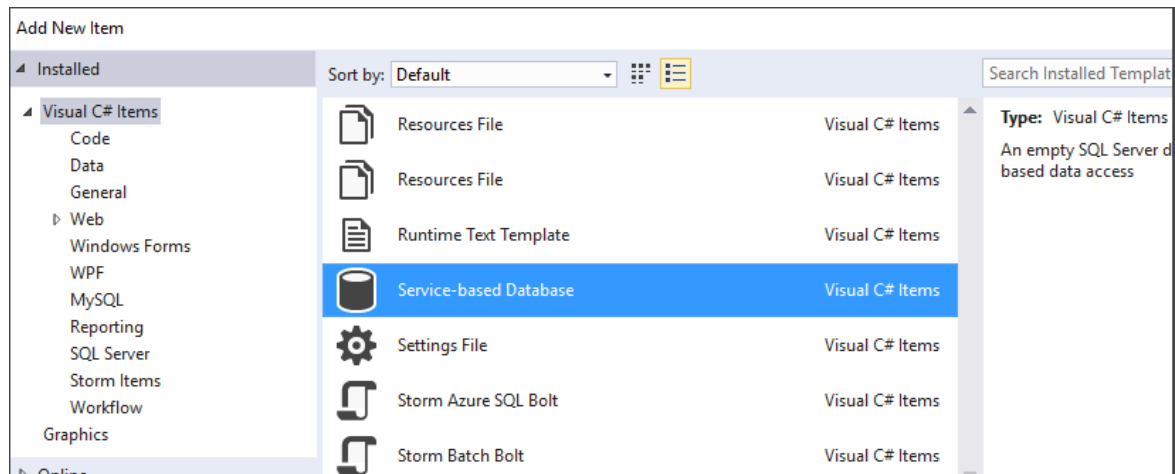 Add New Item
Installed
Sort by: Default
Search Installed Templat
Visual C# Items
Code
Data
General
Web
Windows Forms
WPF
MySQL
Reporting
SQL Server
Storm Items
Workflow
Graphics
Online
Resources File Visual C# Items
Resources File Visual C# Items
Runtime Text Template Visual C# Items
Service-based Database Visual C# Items
Settings File Visual C# Items
Storm Azure SQL Bolt Visual C# Items
Storm Batch Bolt Visual C# Items
Type: Visual C# Items
An empty SQL Server d
based data access